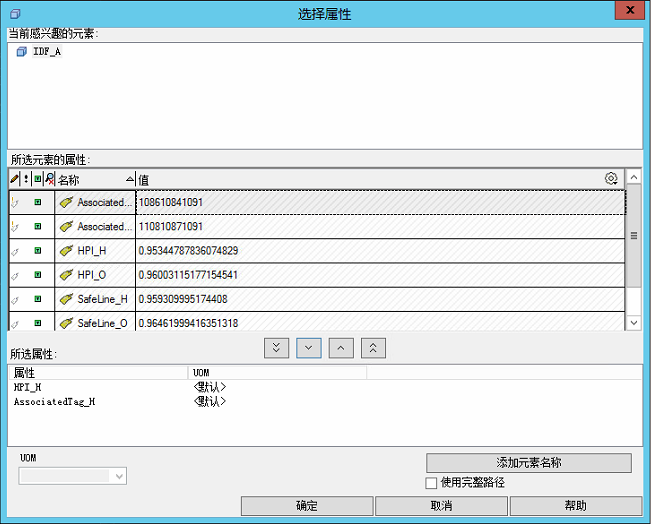 选择属性
x
当前感兴趣的元素:
IDF_A
所选元素的属性:
名称 值
Associated... 108610841091
Associated... 110810871091
HPI_H 0.95344787836074829
HPI_O 0.96003115177154541
SafeLine_H 0.959309995174408
SafeLine_O 0.96461999416351318
所选属性:
属性 UOM
HPI_H <默认>
AssociatedTag_H <默认>
UOM
添加元素名称
使用完整路径
确定 取消 帮助